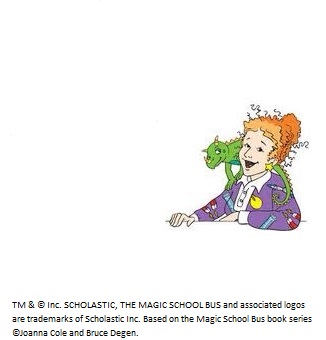 TM & © Inc. SCHOLASTIC, THE MAGIC SCHOOL BUS and associated logos
are trademarks of Scholastic Inc. Based on the Magic School Bus book series
©Joanna Cole and Bruce Degen.